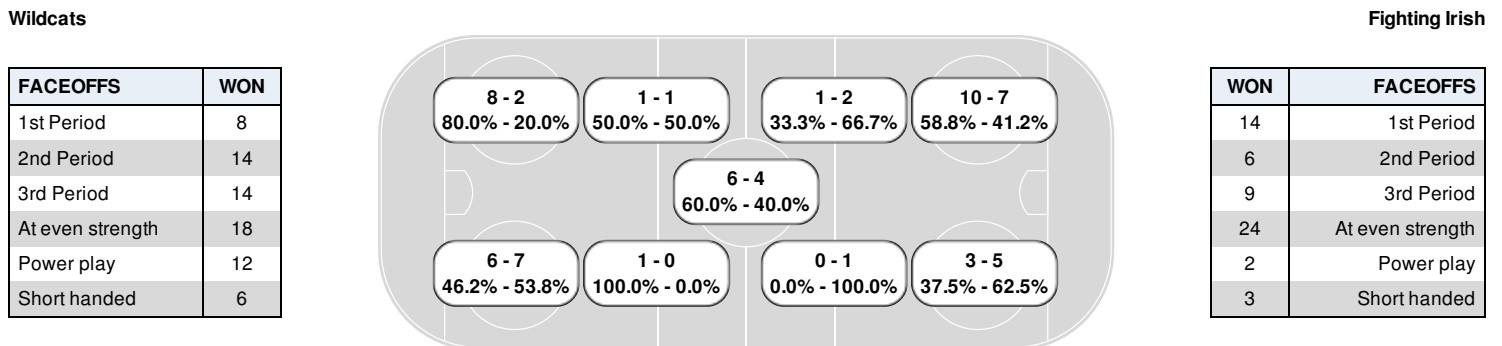 Wildcats
Fighting Irish
FACEOFFS WON
1st Period 8
2nd Period 14
3rd Period 14
At even strength 18
Power play 12
Short handed 6
8 - 2
80.0% - 20.0%
1 - 1
50.0% - 50.0%
1 - 2
33.3% - 66.7%
10 - 7
58.8% - 41.2%
6 - 4
60.0% - 40.0%
6 - 7
46.2% - 53.8%
1 - 0
100.0% - 0.0%
0 - 1
0.0% - 100.0%
3 - 5
37.5% - 62.5%
WON FACEOFFS
14 1st Period
6 2nd Period
9 3rd Period
24 At even strength
2 Power play
3 Short handed